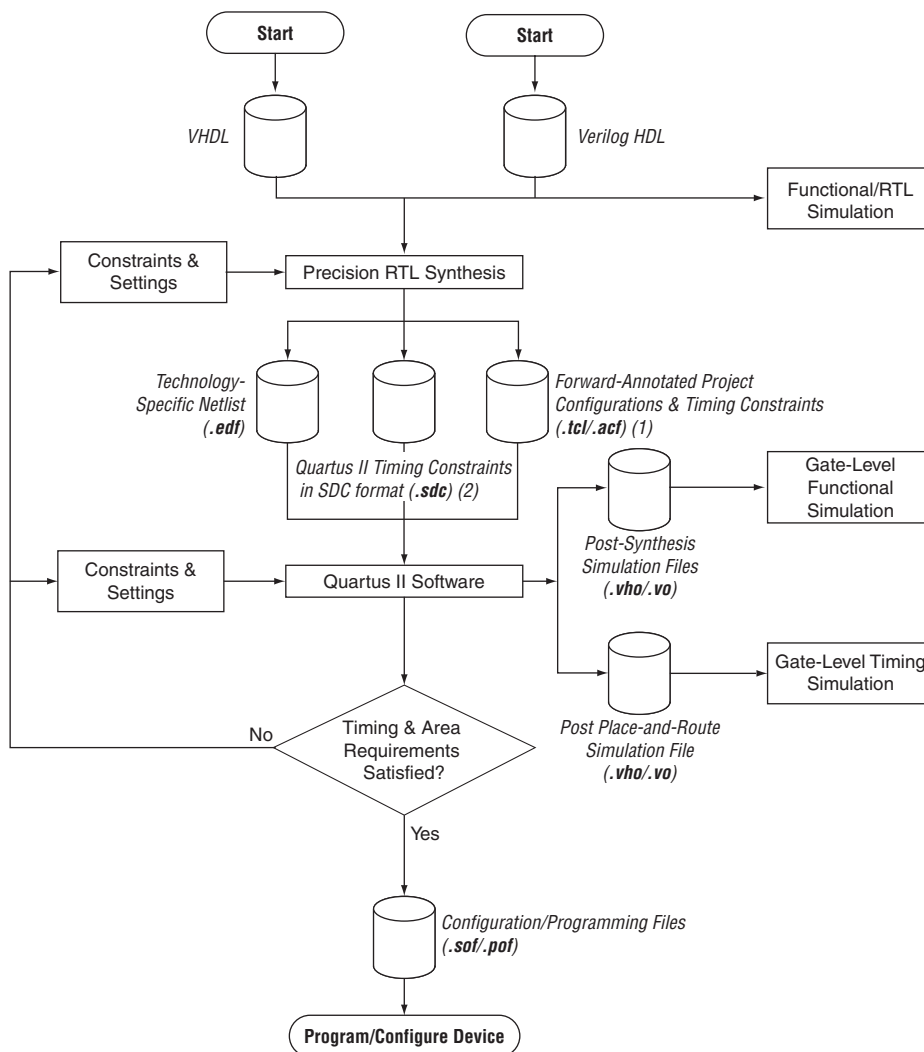 Start
Start
VHDL
Verilog HDL
Functional/RTL
Simulation
Constraints &
Settings
Precision RTL Synthesis
Technology-
Specific Netlist
(.edf)
Forward-Annotated Project
Configurations & Timing Constraints
(.tcl/.acf) (1)
Quartus II Timing Constraints
in SDC format (.sdc) (2)
Gate-Level
Functional
Simulation
Post-Synthesis
Simulation Files
(.vho/.vo)
Constraints &
Settings
Quartus II Software
Gate-Level Timing
Simulation
Post Place-and-Route
Simulation File
(.vho/.vo)
No
Timing & Area
Requirements
Satisfied?
Yes
Configuration/Programming Files
(.sof/.pof)
Program/Configure Device